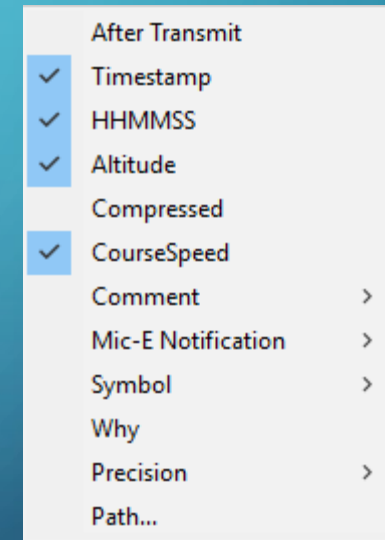 After Transmit
Timestamp
HHMMSS
Altitude
Compressed
CourseSpeed
Comment
Mic-E Notification
Symbol
Why
Precision
Path...